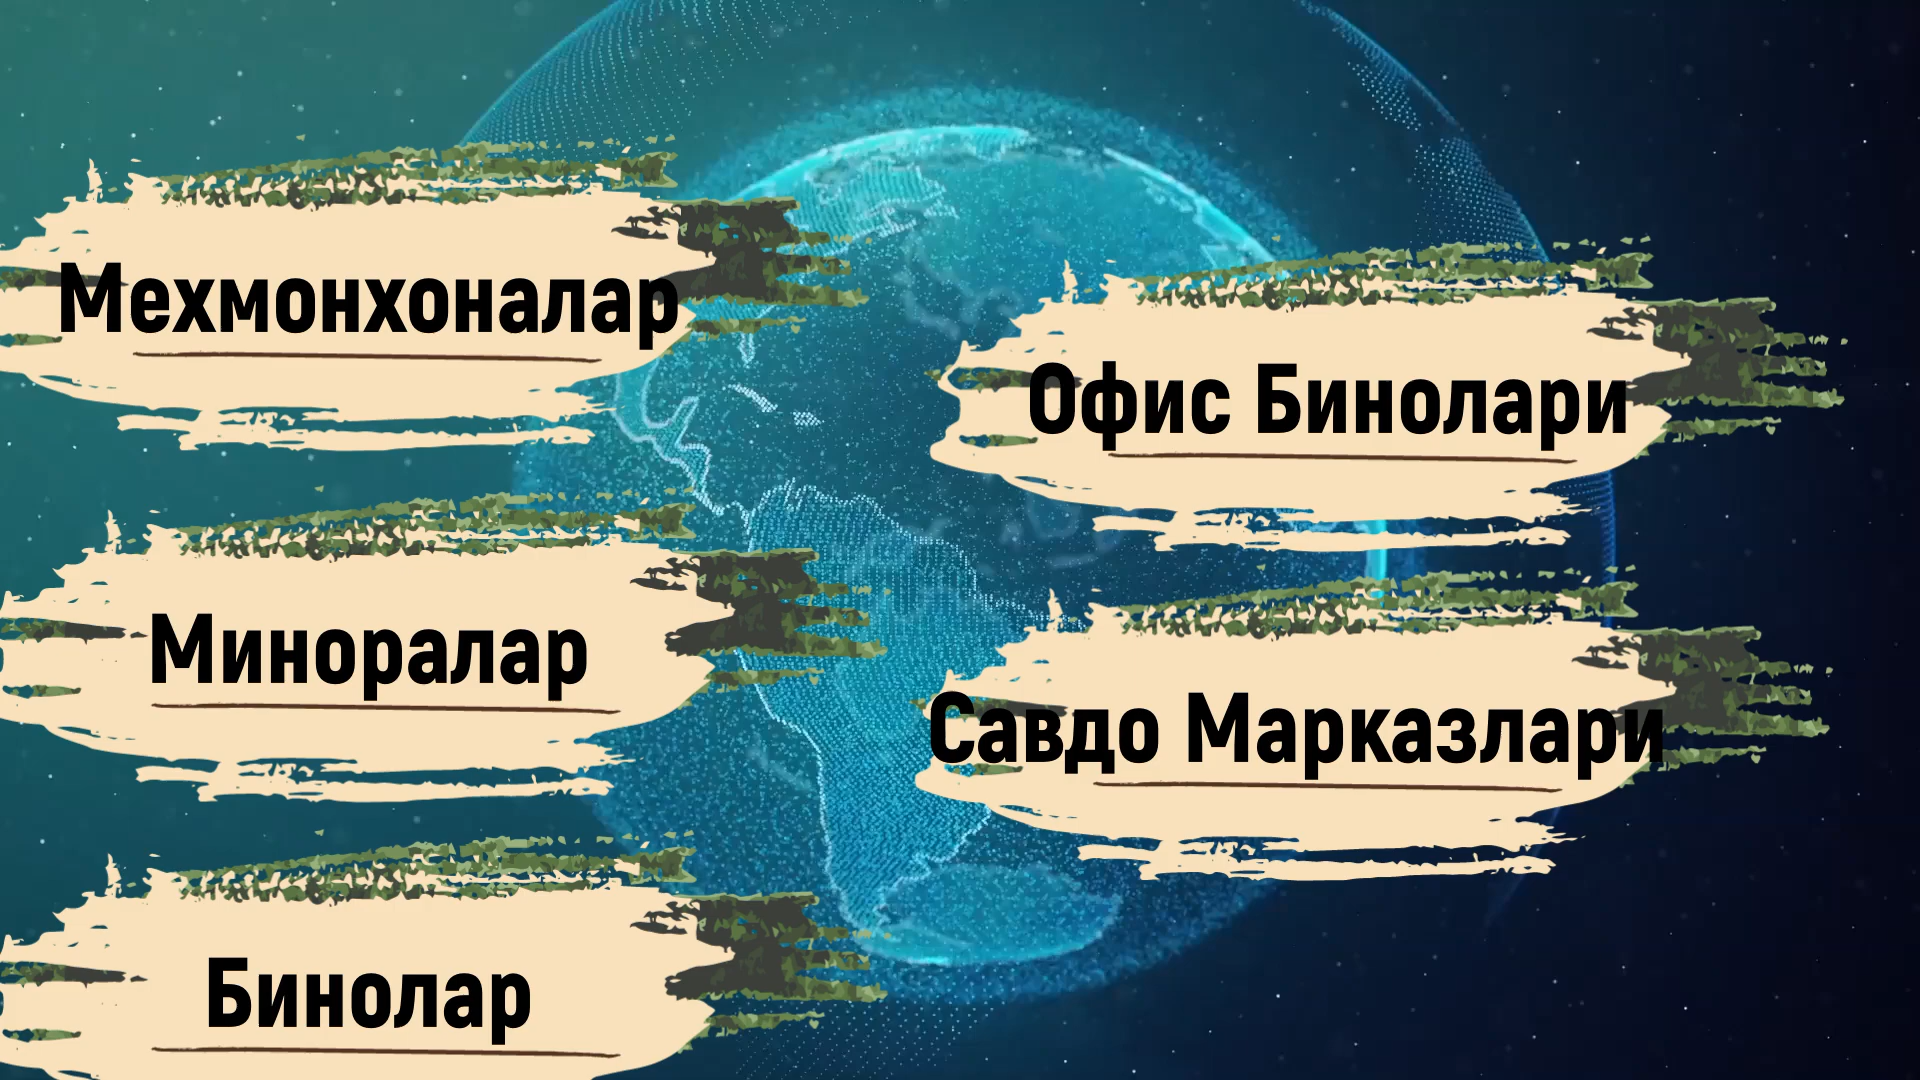 Мехмонхоналар
Миноралар
Бинолар
Офис Бинолари
Савдо Марказлари